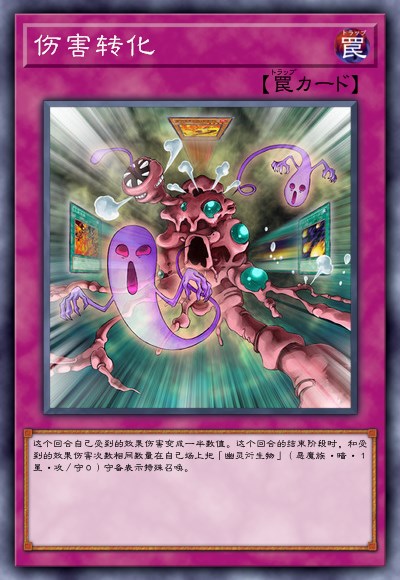 伤害转化
トラップ
罠
トラップ
【罠カード】
这个回合自己受到的效果伤害变成一半数值。这个回合的结束阶段时，和受
到的效果伤害次数相同数量在自己场上把「幽灵衍生物」（恶魔族·暗·1
星·攻／守0）守备表示特殊召唤。